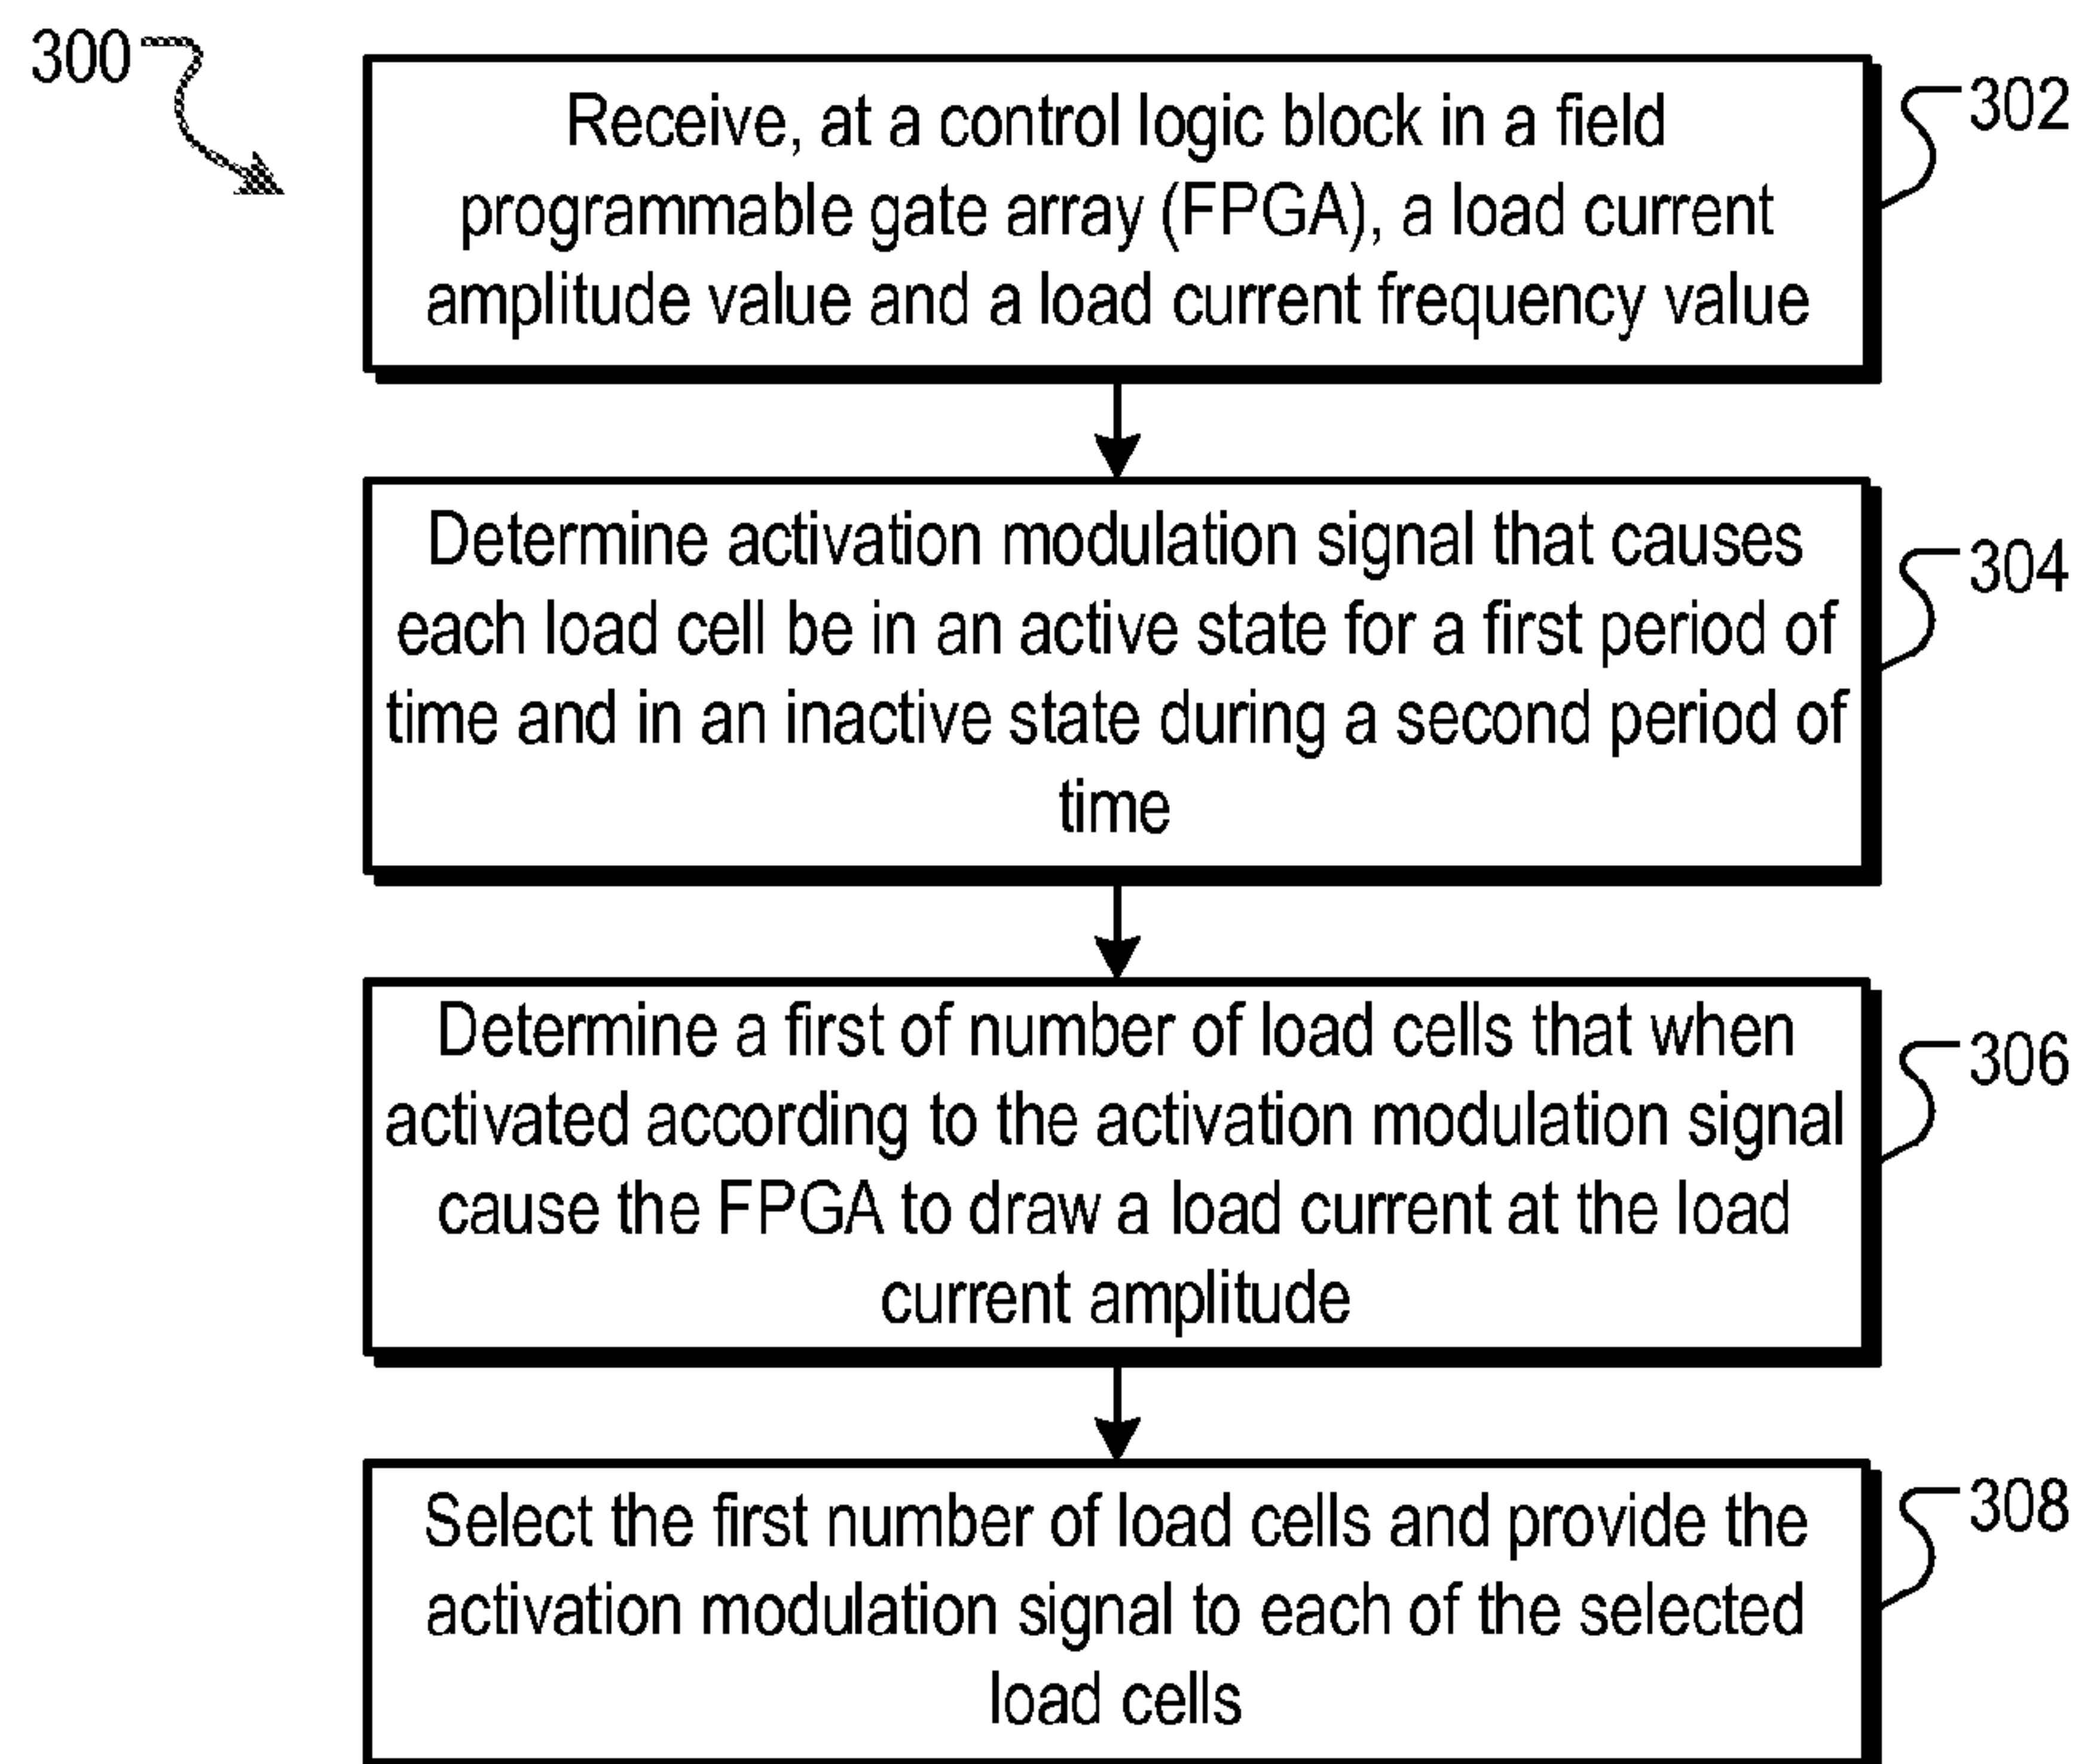 300
Receive, at a control logic block in a field
programmable gate array (FPGA), a load current
amplitude value and a load current frequency value
302
Determine activation modulation signal that causes
each load cell be in an active state for a first period of
time and in an inactive state during a second period of
time
304
Determine a first of number of load cells that when
activated according to the activation modulation signal
cause the FPGA to draw a load current at the load
current amplitude
306
Select the first number of load cells and provide the
activation modulation signal to each of the selected
load cells
308